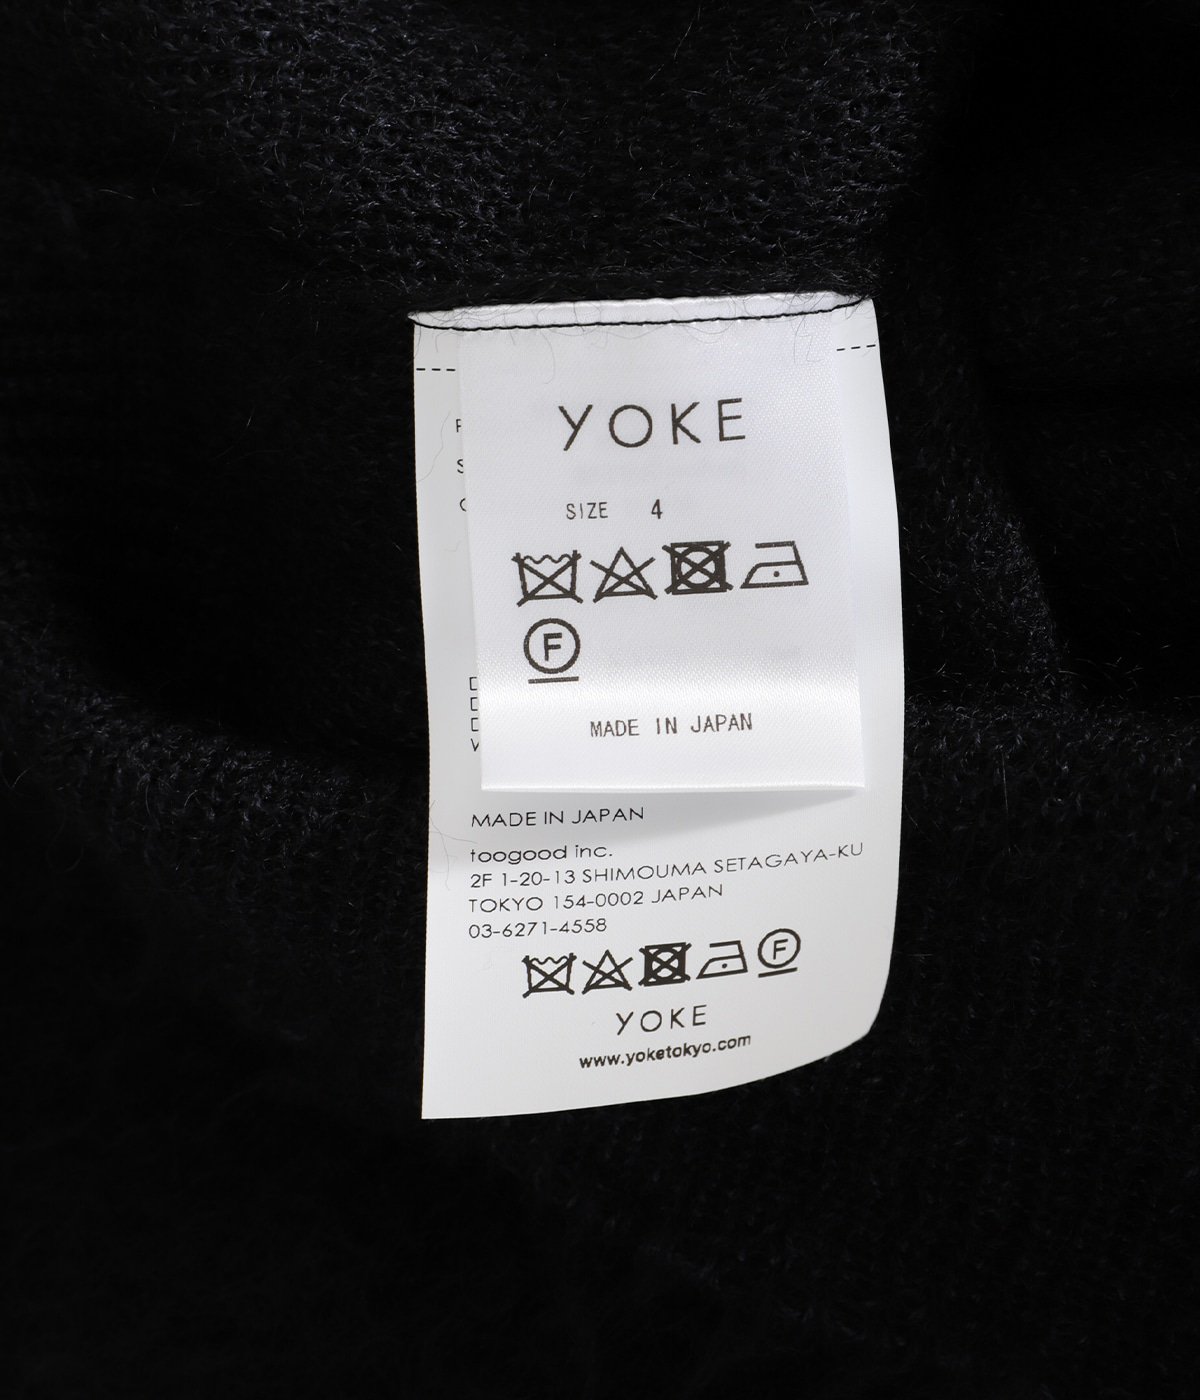 YOKE
SIZE 4
F
MADE IN JAPAN
MADE IN JAPAN
toogood inc.
2F 1-20-13 SHIMOUMA SETAGAYA-KU
TOKYO 154-0002 JAPAN
03-6271-4558
F
YOKE
www.yoketokyo.com